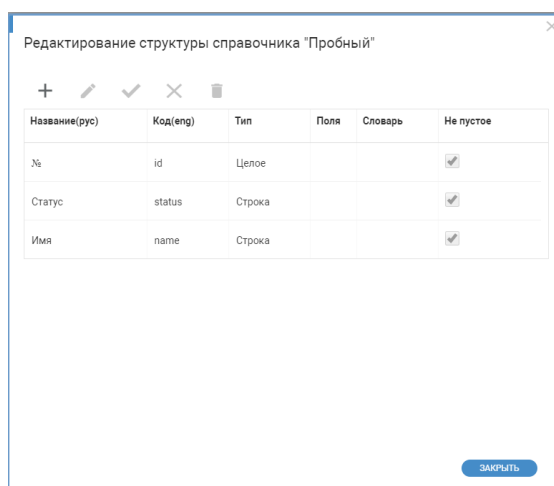 Редактирование структуры справочника "Пробный"
Название(рус) Код(eng) Тип Поля Словарь Не пустое
№ id Целое
Статус status Строка
Имя name Строка
ЗАКРЫТЬ